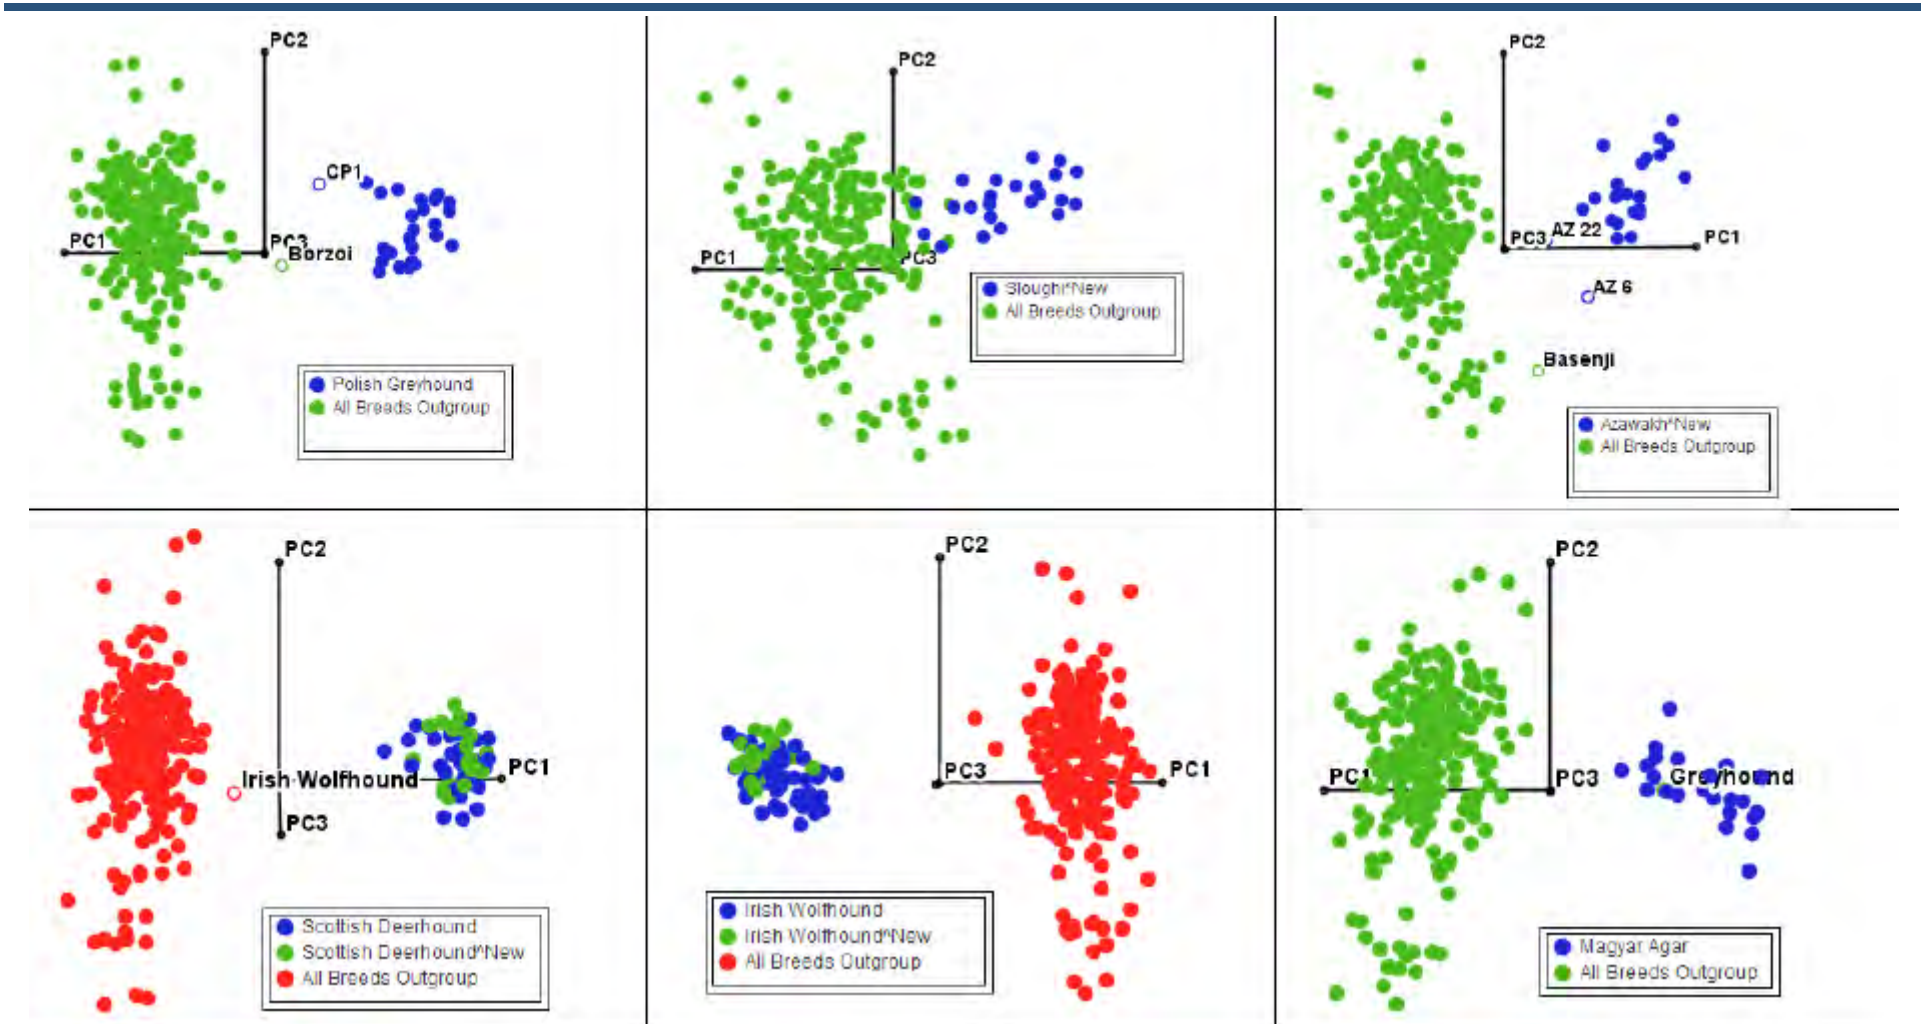 PC2
CP1
PC1
PC3
Borzoi
Polish Greyhound
All Breeds Outgroup
PC2
PC1
PC3
Sloughi^New
All Breeds Outgroup
PC2
PC3
AZ 22
PC1
AZ 6
Basenji
Azawakh^New
All Breeds Outgroup
PC2
Irish Wolfhound
PC1
PC3
Scottish Deerhound
Scottish Deerhound^New
All Breeds Outgroup
PC2
PC3
PC1
Irish Wolfhound
Irish Wolfhound^New
All Breeds Outgroup
PC2
PC1
PC3
Greyhound
Magyar Agar
All Breeds Outgroup